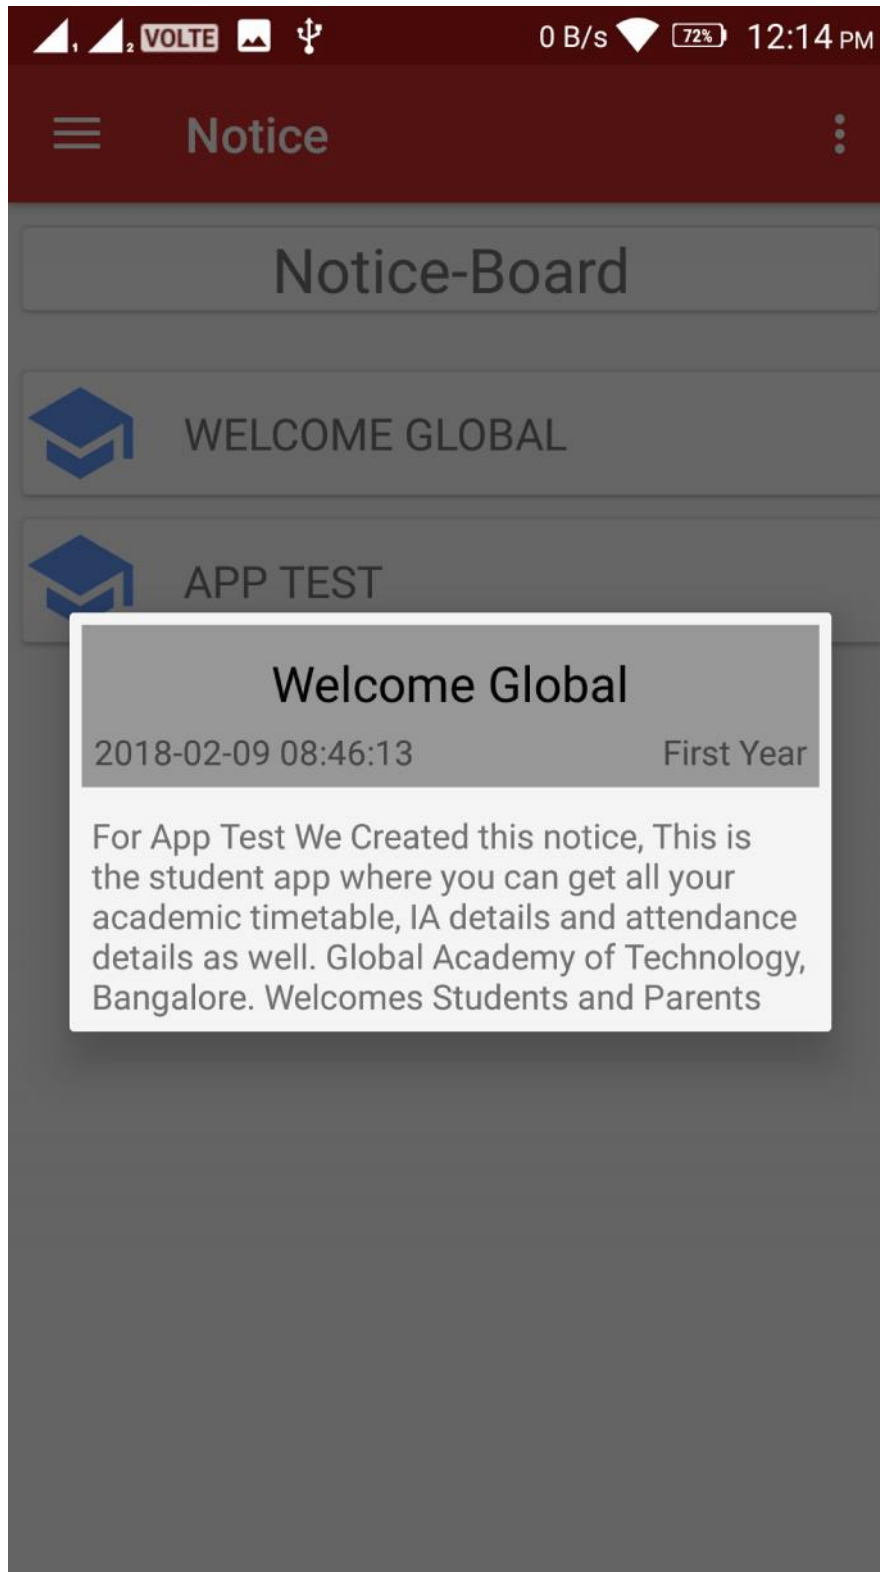 1 2 VOLTE 0 B/s 72% 12:14 PM
Notice
Notice-Board
WELCOME GLOBAL
APP TEST
Welcome Global
2018-02-09 08:46:13 First Year
For App Test We Created this notice, This is
the student app where you can get all your
academic timetable, IA details and attendance
details as well. Global Academy of Technology,
Bangalore. Welcomes Students and Parents